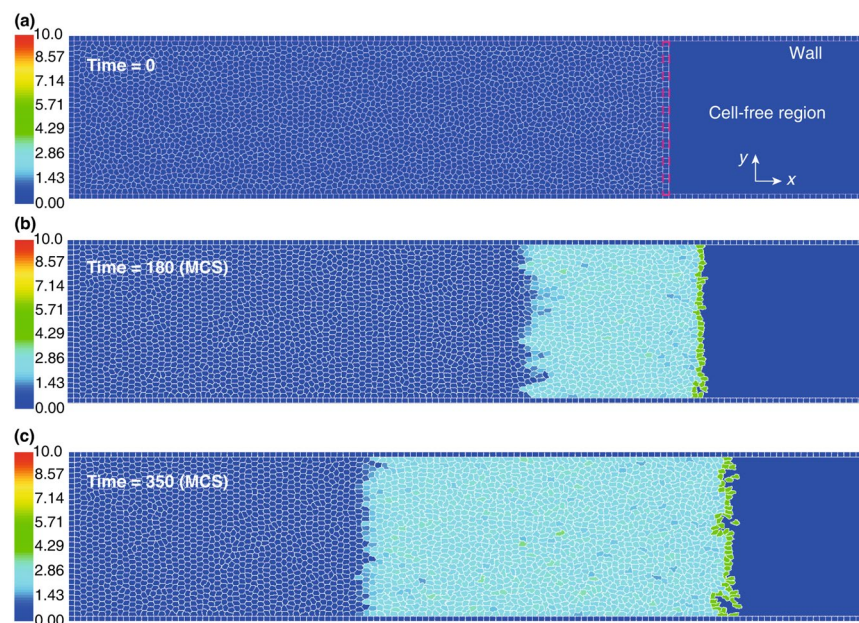 (a)
10.0
8.57
7.14
5.71
4.29
2.86
1.43
0.00
Time = 0
Wall
Cell-free region
y
x
(b)
10.0
8.57
7.14
5.71
4.29
2.86
1.43
0.00
Time = 180 (MCS)
(c)
10.0
8.57
7.14
5.71
4.29
2.86
1.43
0.00
Time = 350 (MCS)